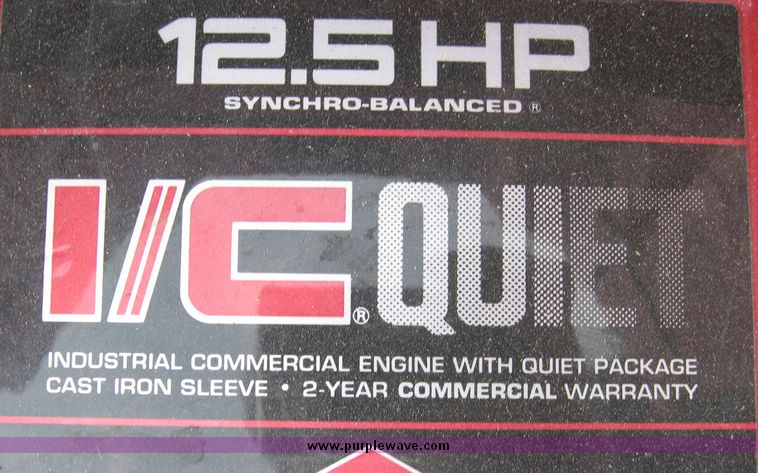 12.5 HP
SYNCHRO-BALANCED ®
I/C® QUIET
INDUSTRIAL COMMERCIAL ENGINE WITH QUIET PACKAGE
CAST IRON SLEEVE • 2-YEAR COMMERCIAL WARRANTY
www.purplewave.com